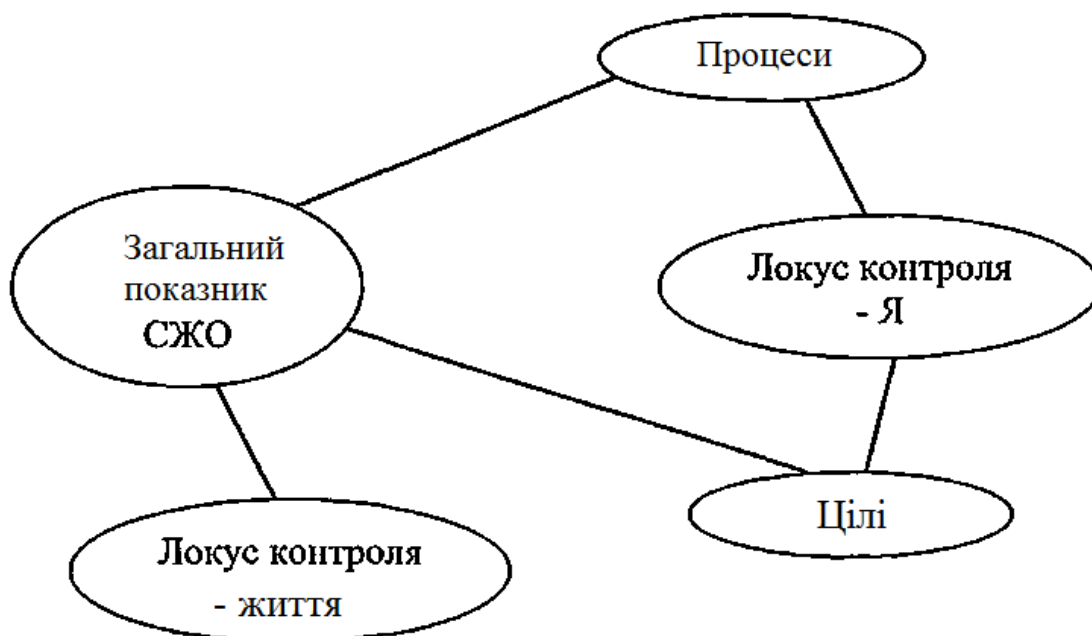 Процеси
Загальний
показник
СЖО
Локус контроля
- Я
Цілі
Локус контроля
- життя